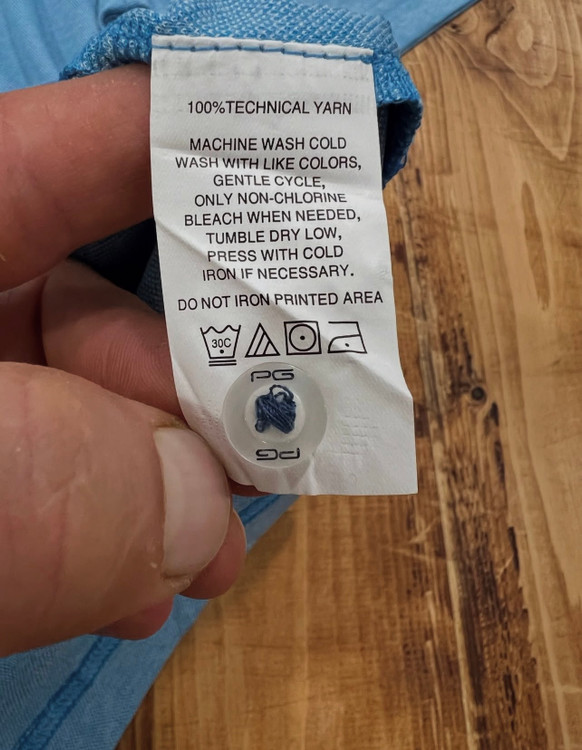 100%TECHNICAL YARN
MACHINE WASH COLD
WASH WITH LIKE COLORS,
GENTLE CYCLE,
ONLY NON-CHLORINE
BLEACH WHEN NEEDED,
TUMBLE DRY LOW,
PRESS WITH COLD
IRON IF NECESSARY.
DO NOT IRON PRINTED AREA
30C
PG
PG